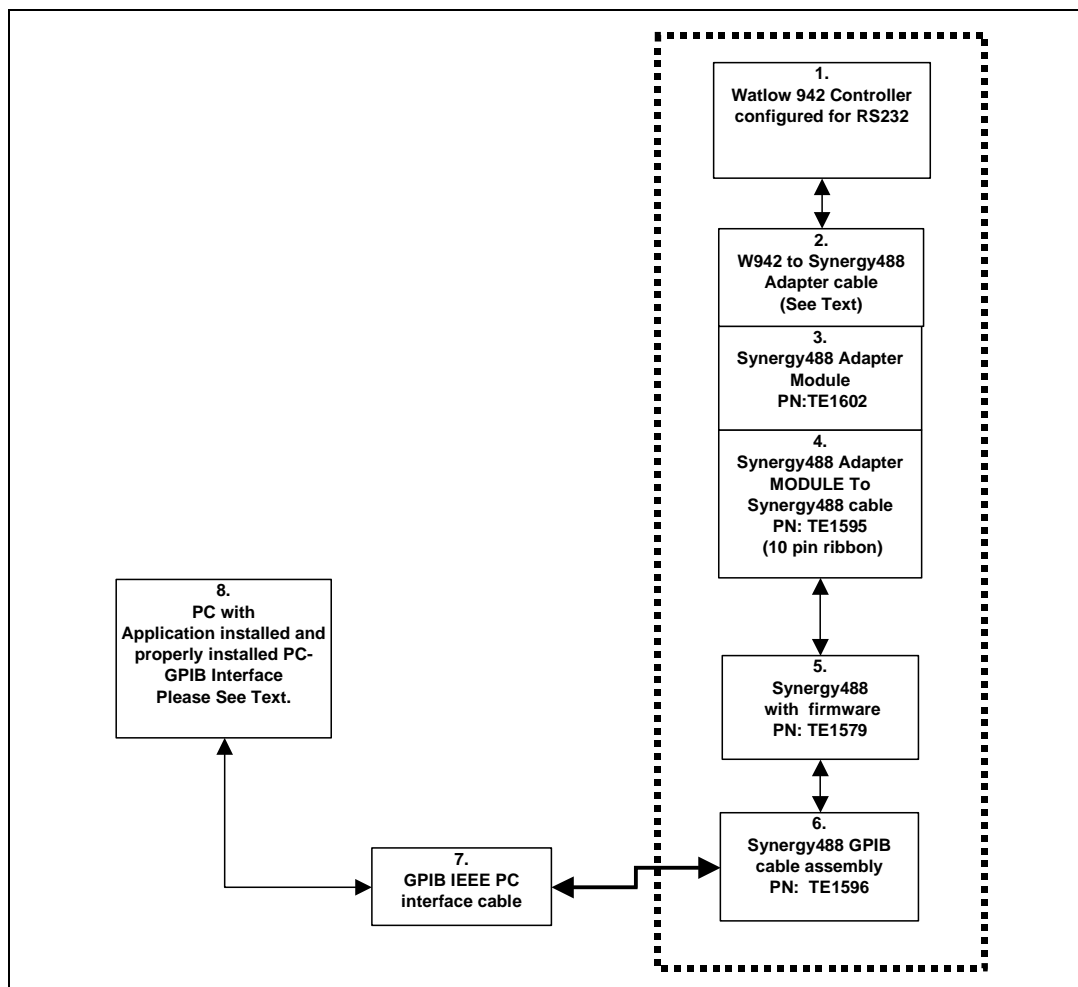 1.
Watlow 942 Controller
configured for RS232
2.
W942 to Synergy488
Adapter cable
(See Text)
3.
Synergy488 Adapter
Module
PN:TE1602
4.
Synergy488 Adapter
MODULE To
Synergy488 cable
PN: TE1595
(10 pin ribbon)
5.
Synergy488
with firmware
PN: TE1579
6.
Synergy488 GPIB
cable assembly
PN: TE1596
7.
GPIB IEEE PC
interface cable
8.
PC with
Application installed and
properly installed PC-
GPIB Interface
Please See Text.